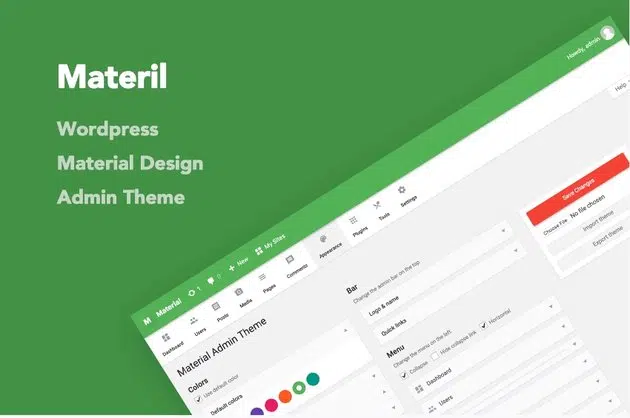 Materil
Wordpress
Material Design
Admin Theme
Howdy, admin
Help
M Material 1 0 + New My Sites
Dashboard
Users
Posts
Media
Pages
Comments
Appearance
Plugins
Tools
Settings
Material Admin Theme
Colors
Use default color
Default colors
Bar
Change the admin bar on the top
Logo & name
Quick links
Menu
Change the menu on the left
Collapse
Hide collapse link
Horizontal
Dashboard
Users
Save Changes
Choose File No file chosen
Import theme
Export theme